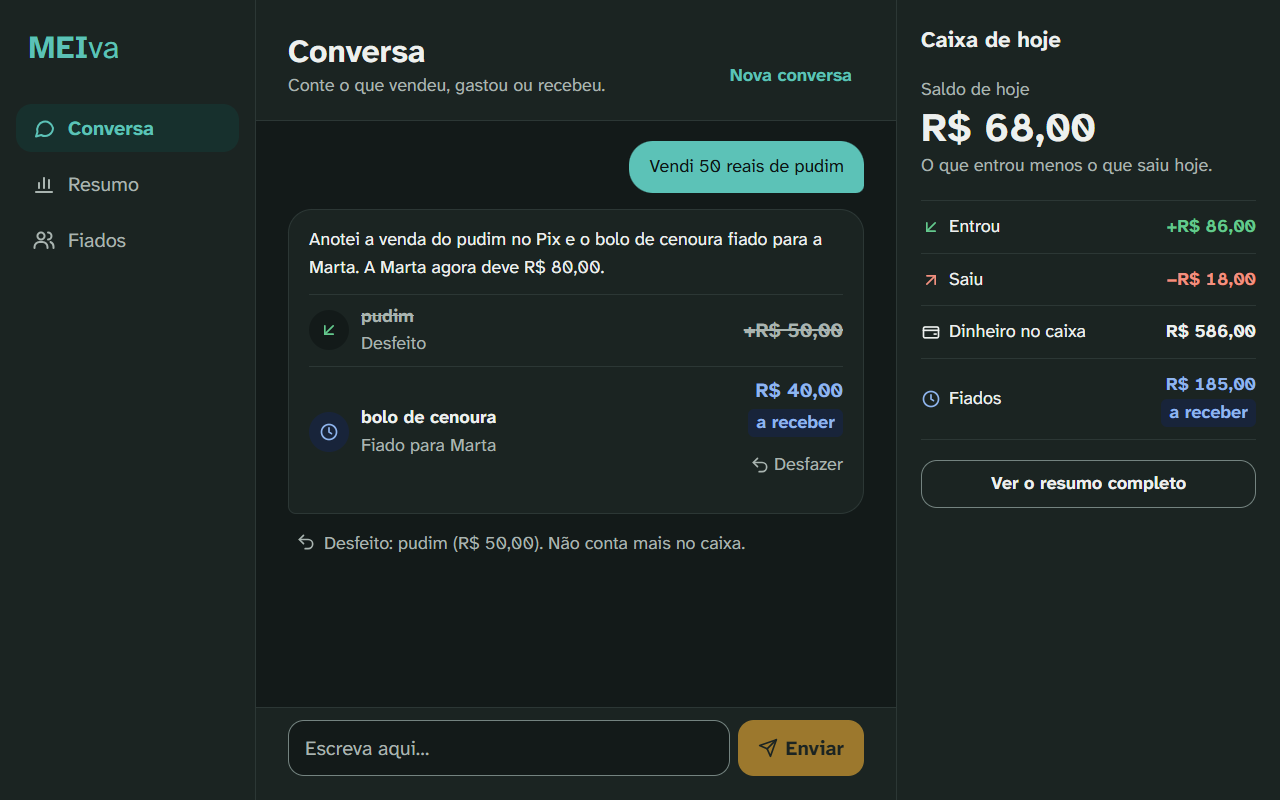 MEIva
Conversa
Resumo
Fiados
Conversa
Conte o que vendeu, gastou ou recebeu.
Nova conversa
Vendi 50 reais de pudim
Anotei a venda do pudim no Pix e o bolo de cenoura fiado para a
Marta. A Marta agora deve R$ 80,00.
pudim
Desfeito
+R$ 50,00
bolo de cenoura
Fiado para Marta
R$ 40,00
a receber
Desfazer
Desfeito: pudim (R$ 50,00). Não conta mais no caixa.
Escreva aqui...
Enviar
Caixa de hoje
Saldo de hoje
R$ 68,00
O que entrou menos o que saiu hoje.
Entrou +R$ 86,00
Saiu −R$ 18,00
Dinheiro no caixa R$ 586,00
Fiados R$ 185,00
a receber
Ver o resumo completo